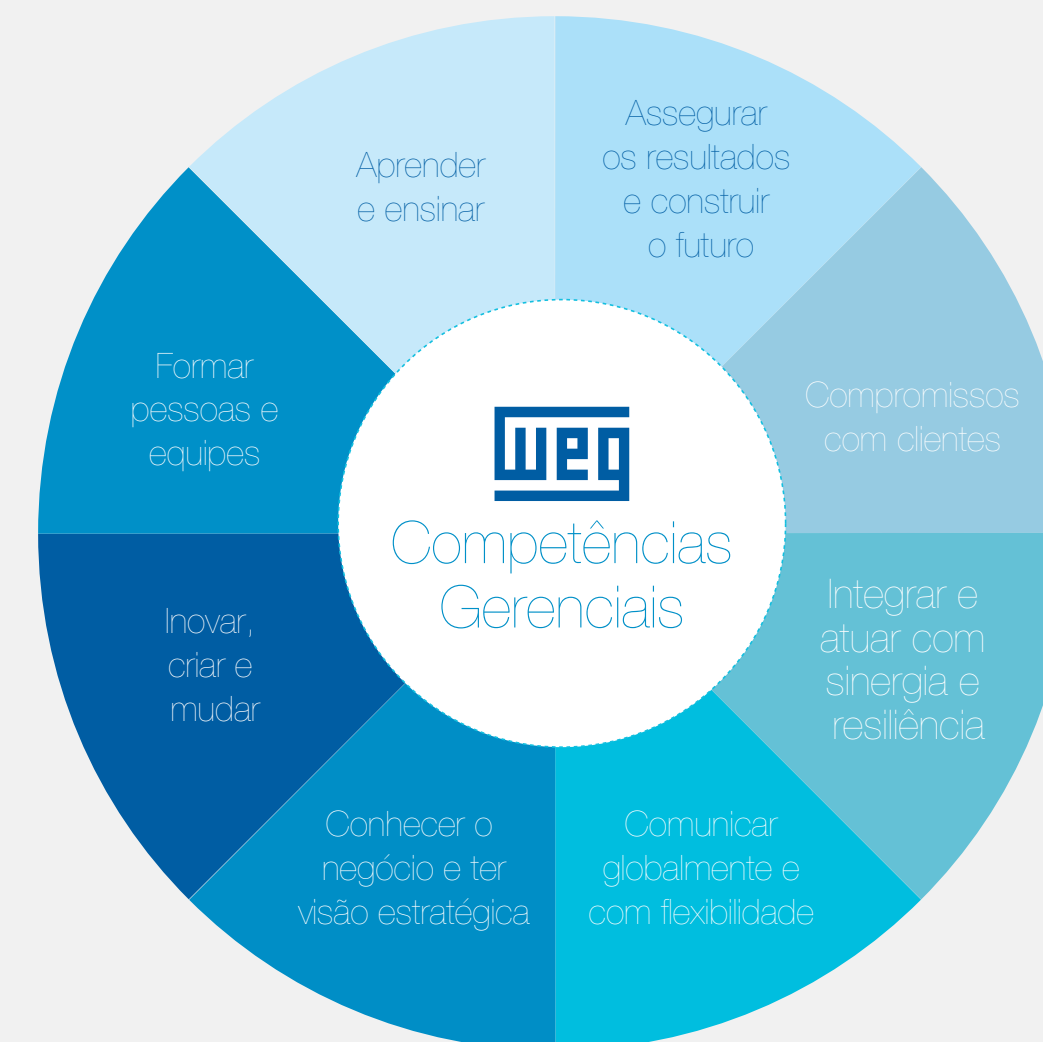 Aprender
e ensinar
Assegurar
os resultados
e construir
o futuro
Compromissos
com clientes
Integrar e
atuar com
sinergia e
resiliência
Comunicar
globalmente e
com flexibilidade
Conhecer o
negócio e ter
visão estratégica
Inovar,
criar e
mudar
Formar
pessoas e
equipes
weg
Competências
Gerenciais